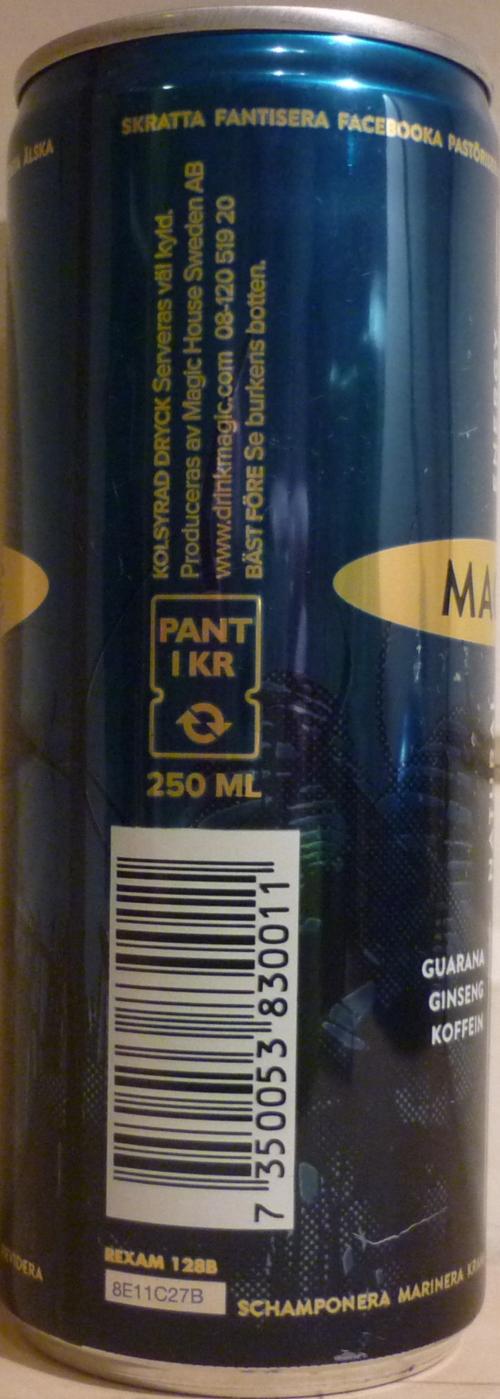 ÄLSKA
SKRATTA FANTISERA FACEBOOKA
KOLSYRAD DRYCK Serveras väl kyld.
Produceras av Magic House Sweden AB
www.drinkmagic.com 08-120 519 20
BÄST FÖRE Se burkens botten.
MA
PANT
1 KR
250 ML
7 350053 830011
GUARANA
GINSENG
KOFFEIN
REXAM 128B
8E11C27B
SCHAMPONERA MARINERA